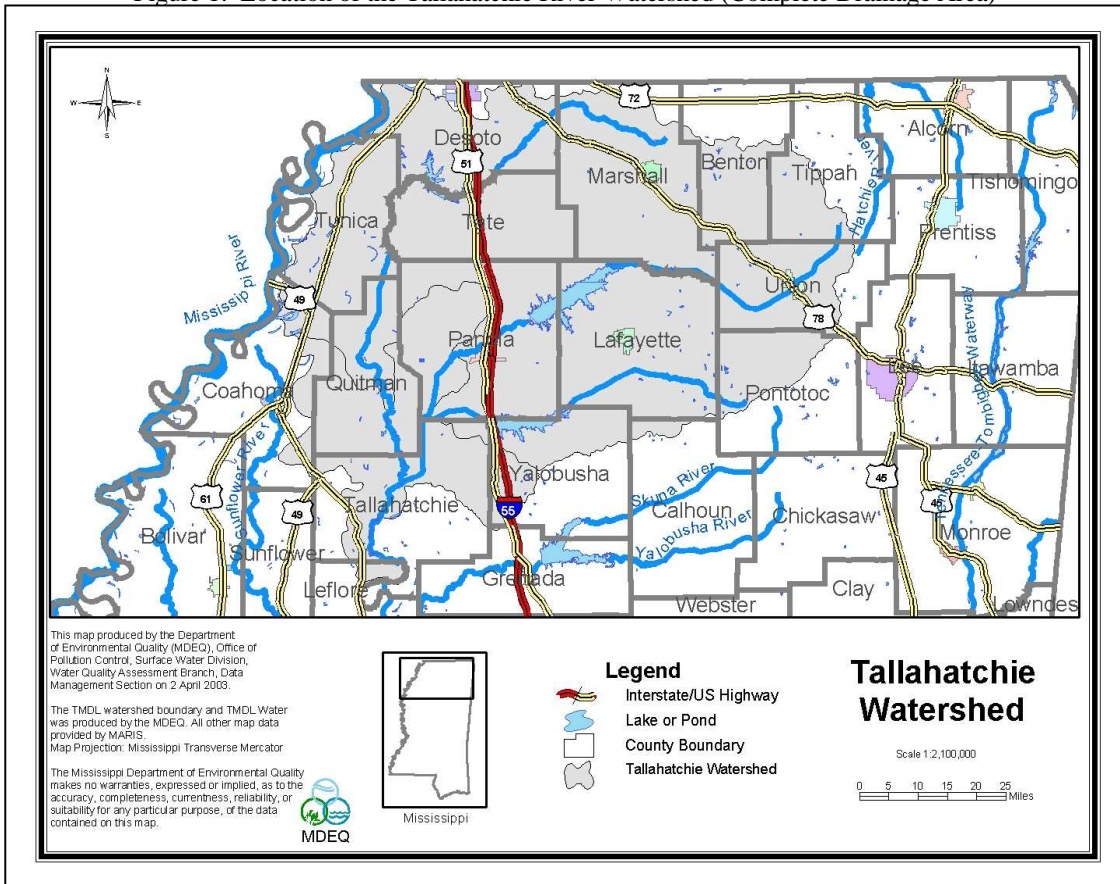 Figure 1. Location of the Tallahatchie River Watershed (Complete Drainage Area)
N
W
E
S
72
Desoto
Alcorn
51
Marshall
Benton
Tippah
Hatchie River
Tishomingo
Tunica
Tate
Prentiss
Mississippi River
49
Union
78
Panola
Lafayette
Tennessee-Tombigbee Waterway
Coahoma
Quitman
Lee
Itawamba
Pontotoc
Sunflower River
Yalobusha
61
49
Tallahatchie
55
Skuna River
Calhoun
Yalobusha River
Chickasaw
45
45
Monroe
Bolivar
Sunflower
Leflore
Grenada
Webster
Clay
Lowndes
This map produced by the Department
of Environmental Quality (MDEQ), Office of
Pollution Control, Surface Water Division,
Water Quality Assessment Branch, Data
Management Section on 2 April 2003.
The TMDL watershed boundary and TMDL Water
was produced by the MDEQ. All other map data
provided by MARIS.
Map Projection: Mississippi Transverse Mercator
The Mississippi Department of Environmental Quality
makes no warranties, expressed or implied, as to the
accuracy, completeness, currentness, reliability, or
suitability for any particular purpose, of the data
contained on this map.
MDEQ
Mississippi
Legend
Interstate/US Highway
Lake or Pond
County Boundary
Tallahatchie Watershed
Tallahatchie
Watershed
Scale 1:2,100,000
0 5 10 15 20 25
Miles